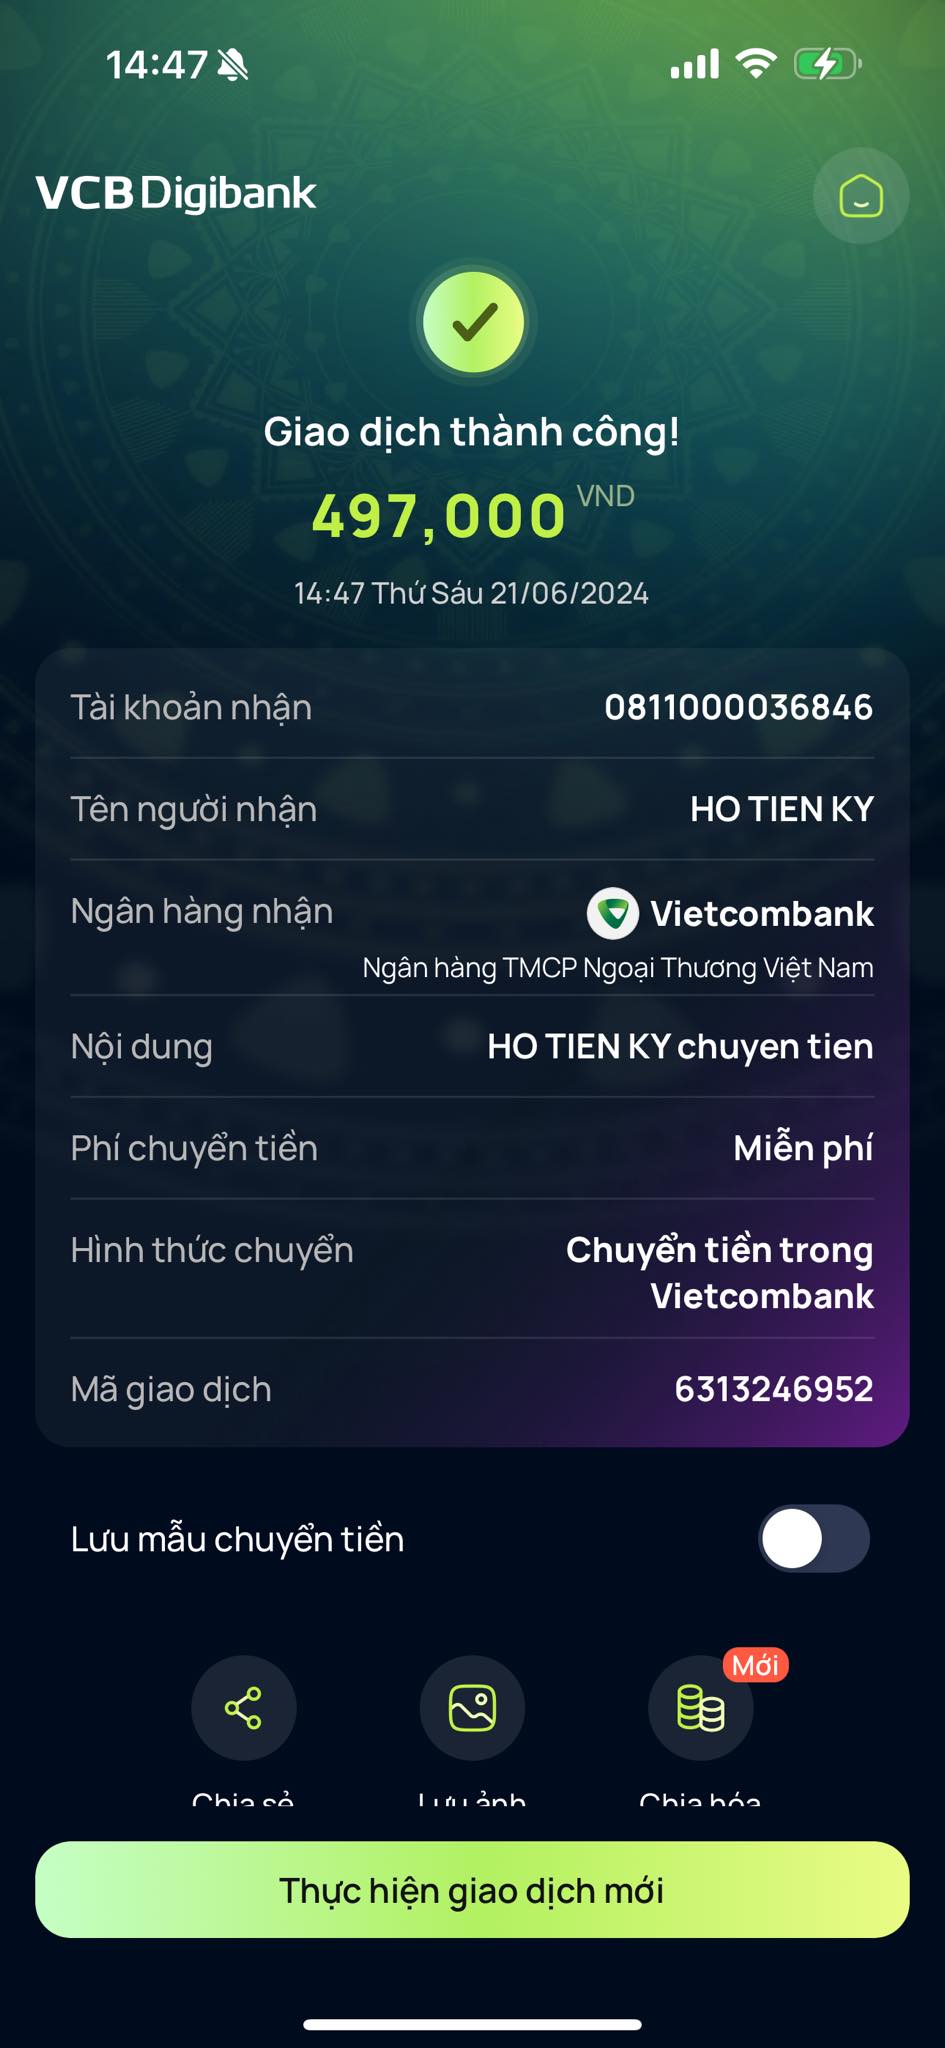 14:47
VCB Digibank
Giao dịch thành công!
497,000 VND
14:47 Thứ Sáu 21/06/2024
Tài khoản nhận 0811000036846
Tên người nhận HO TIEN KY
Ngân hàng nhận Vietcombank
Ngân hàng TMCP Ngoại Thương Việt Nam
Nội dung HO TIEN KY chuyen tien
Phí chuyển tiền Miễn phí
Hình thức chuyển Chuyển tiền trong
Vietcombank
Mã giao dịch 6313246952
Lưu mẫu chuyển tiền
Mới
Chia sẻ Lưu ảnh Chia hóa
Thực hiện giao dịch mới